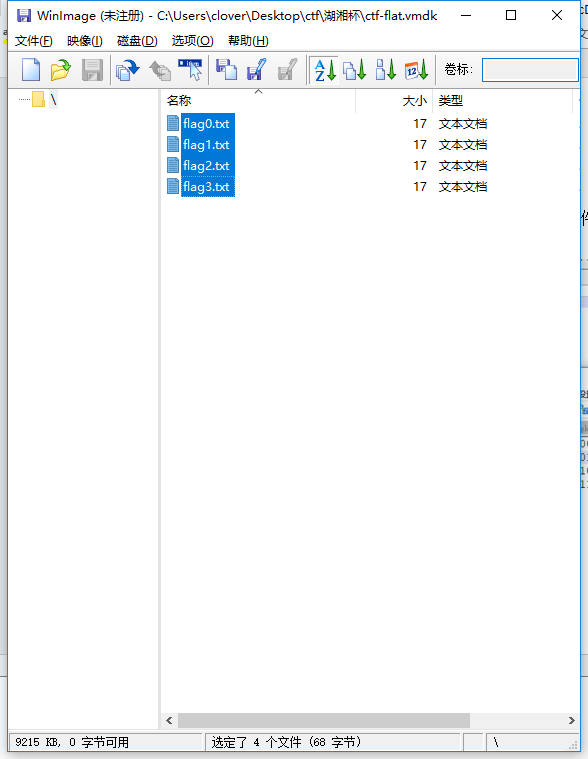 WinImage (未注册) - C:\Users\clover\Desktop\ctf\湖湘杯\ctf-flat.vmdk
文件(F) 映像(I) 磁盘(D) 选项(O) 帮助(H)
卷标:
\
名称 大小 类型
flag0.txt 17 文本文档
flag1.txt 17 文本文档
flag2.txt 17 文本文档
flag3.txt 17 文本文档
9215 KB, 0 字节可用 选定了 4 个文件 (68 字节) \